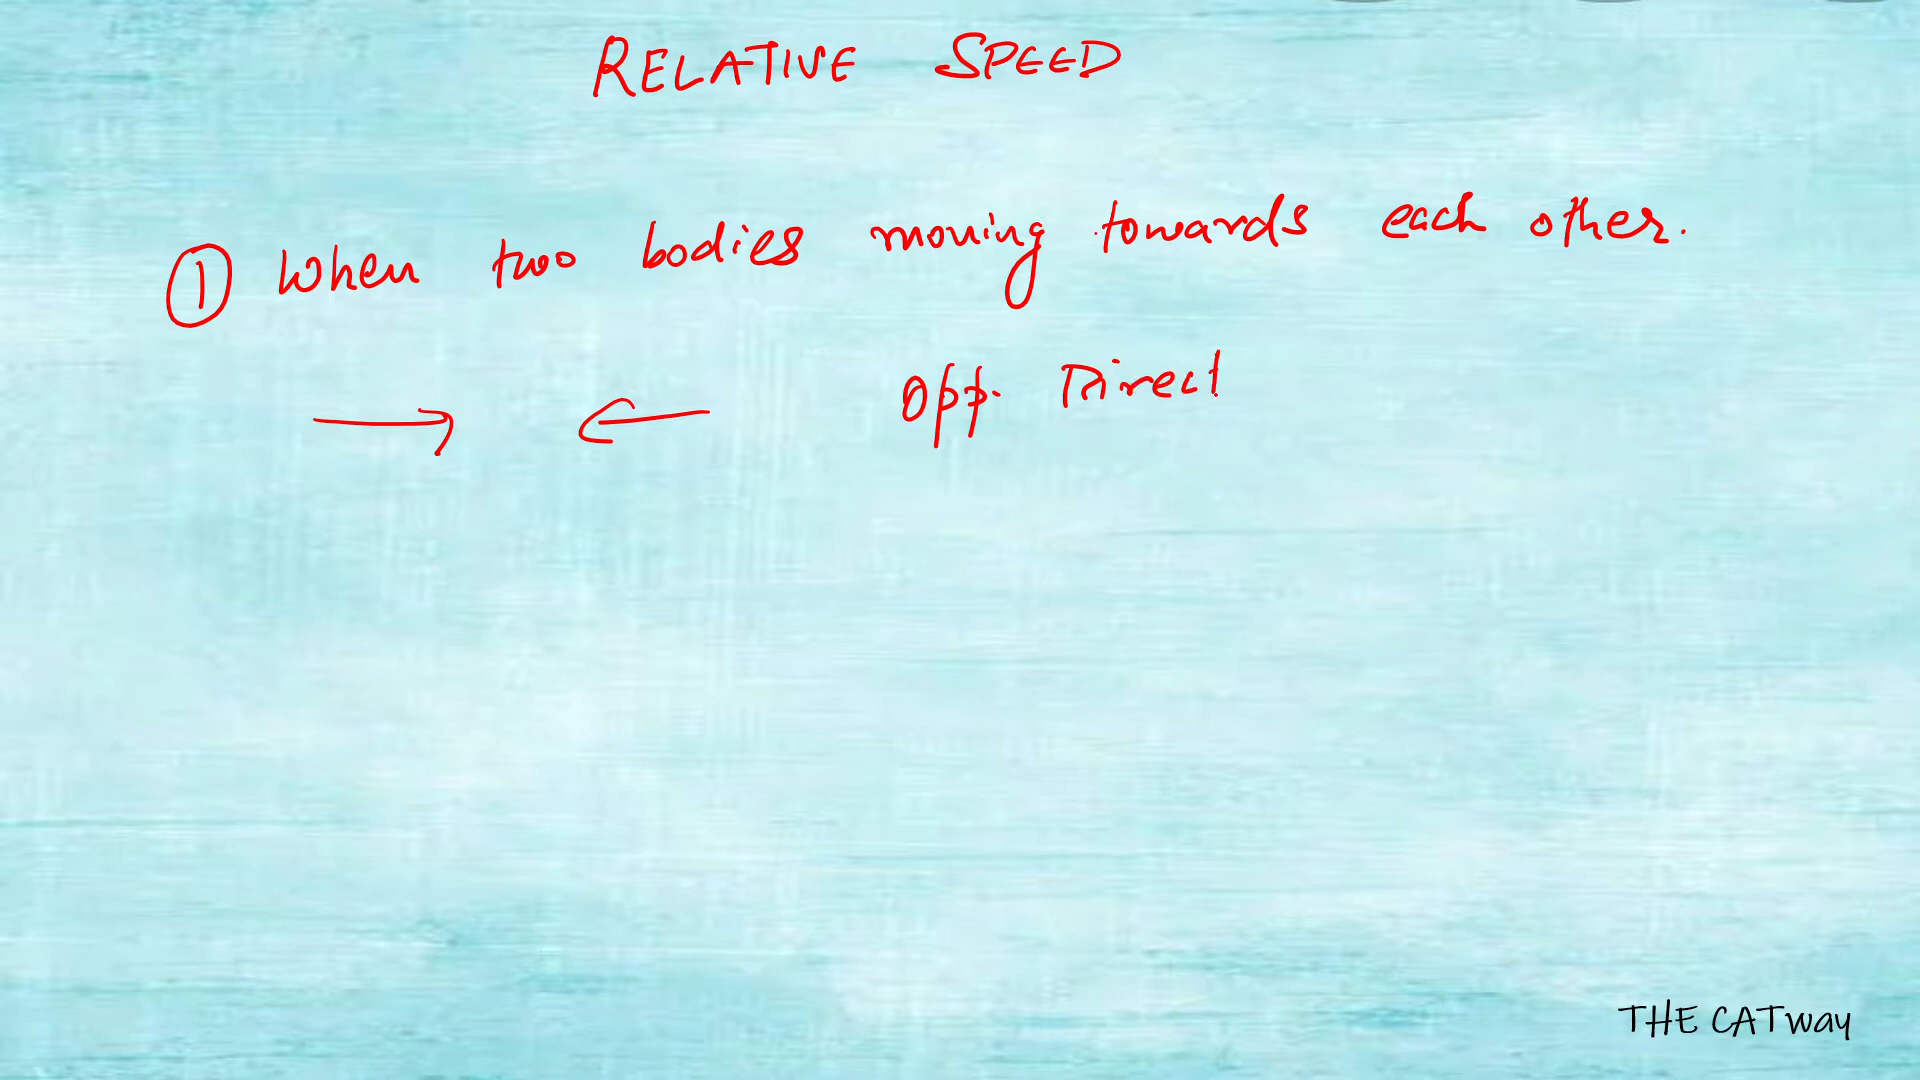 RELATIVE SPEED
① When two bodies moving towards each other.
→ ← Opp. Direct
THE CATway